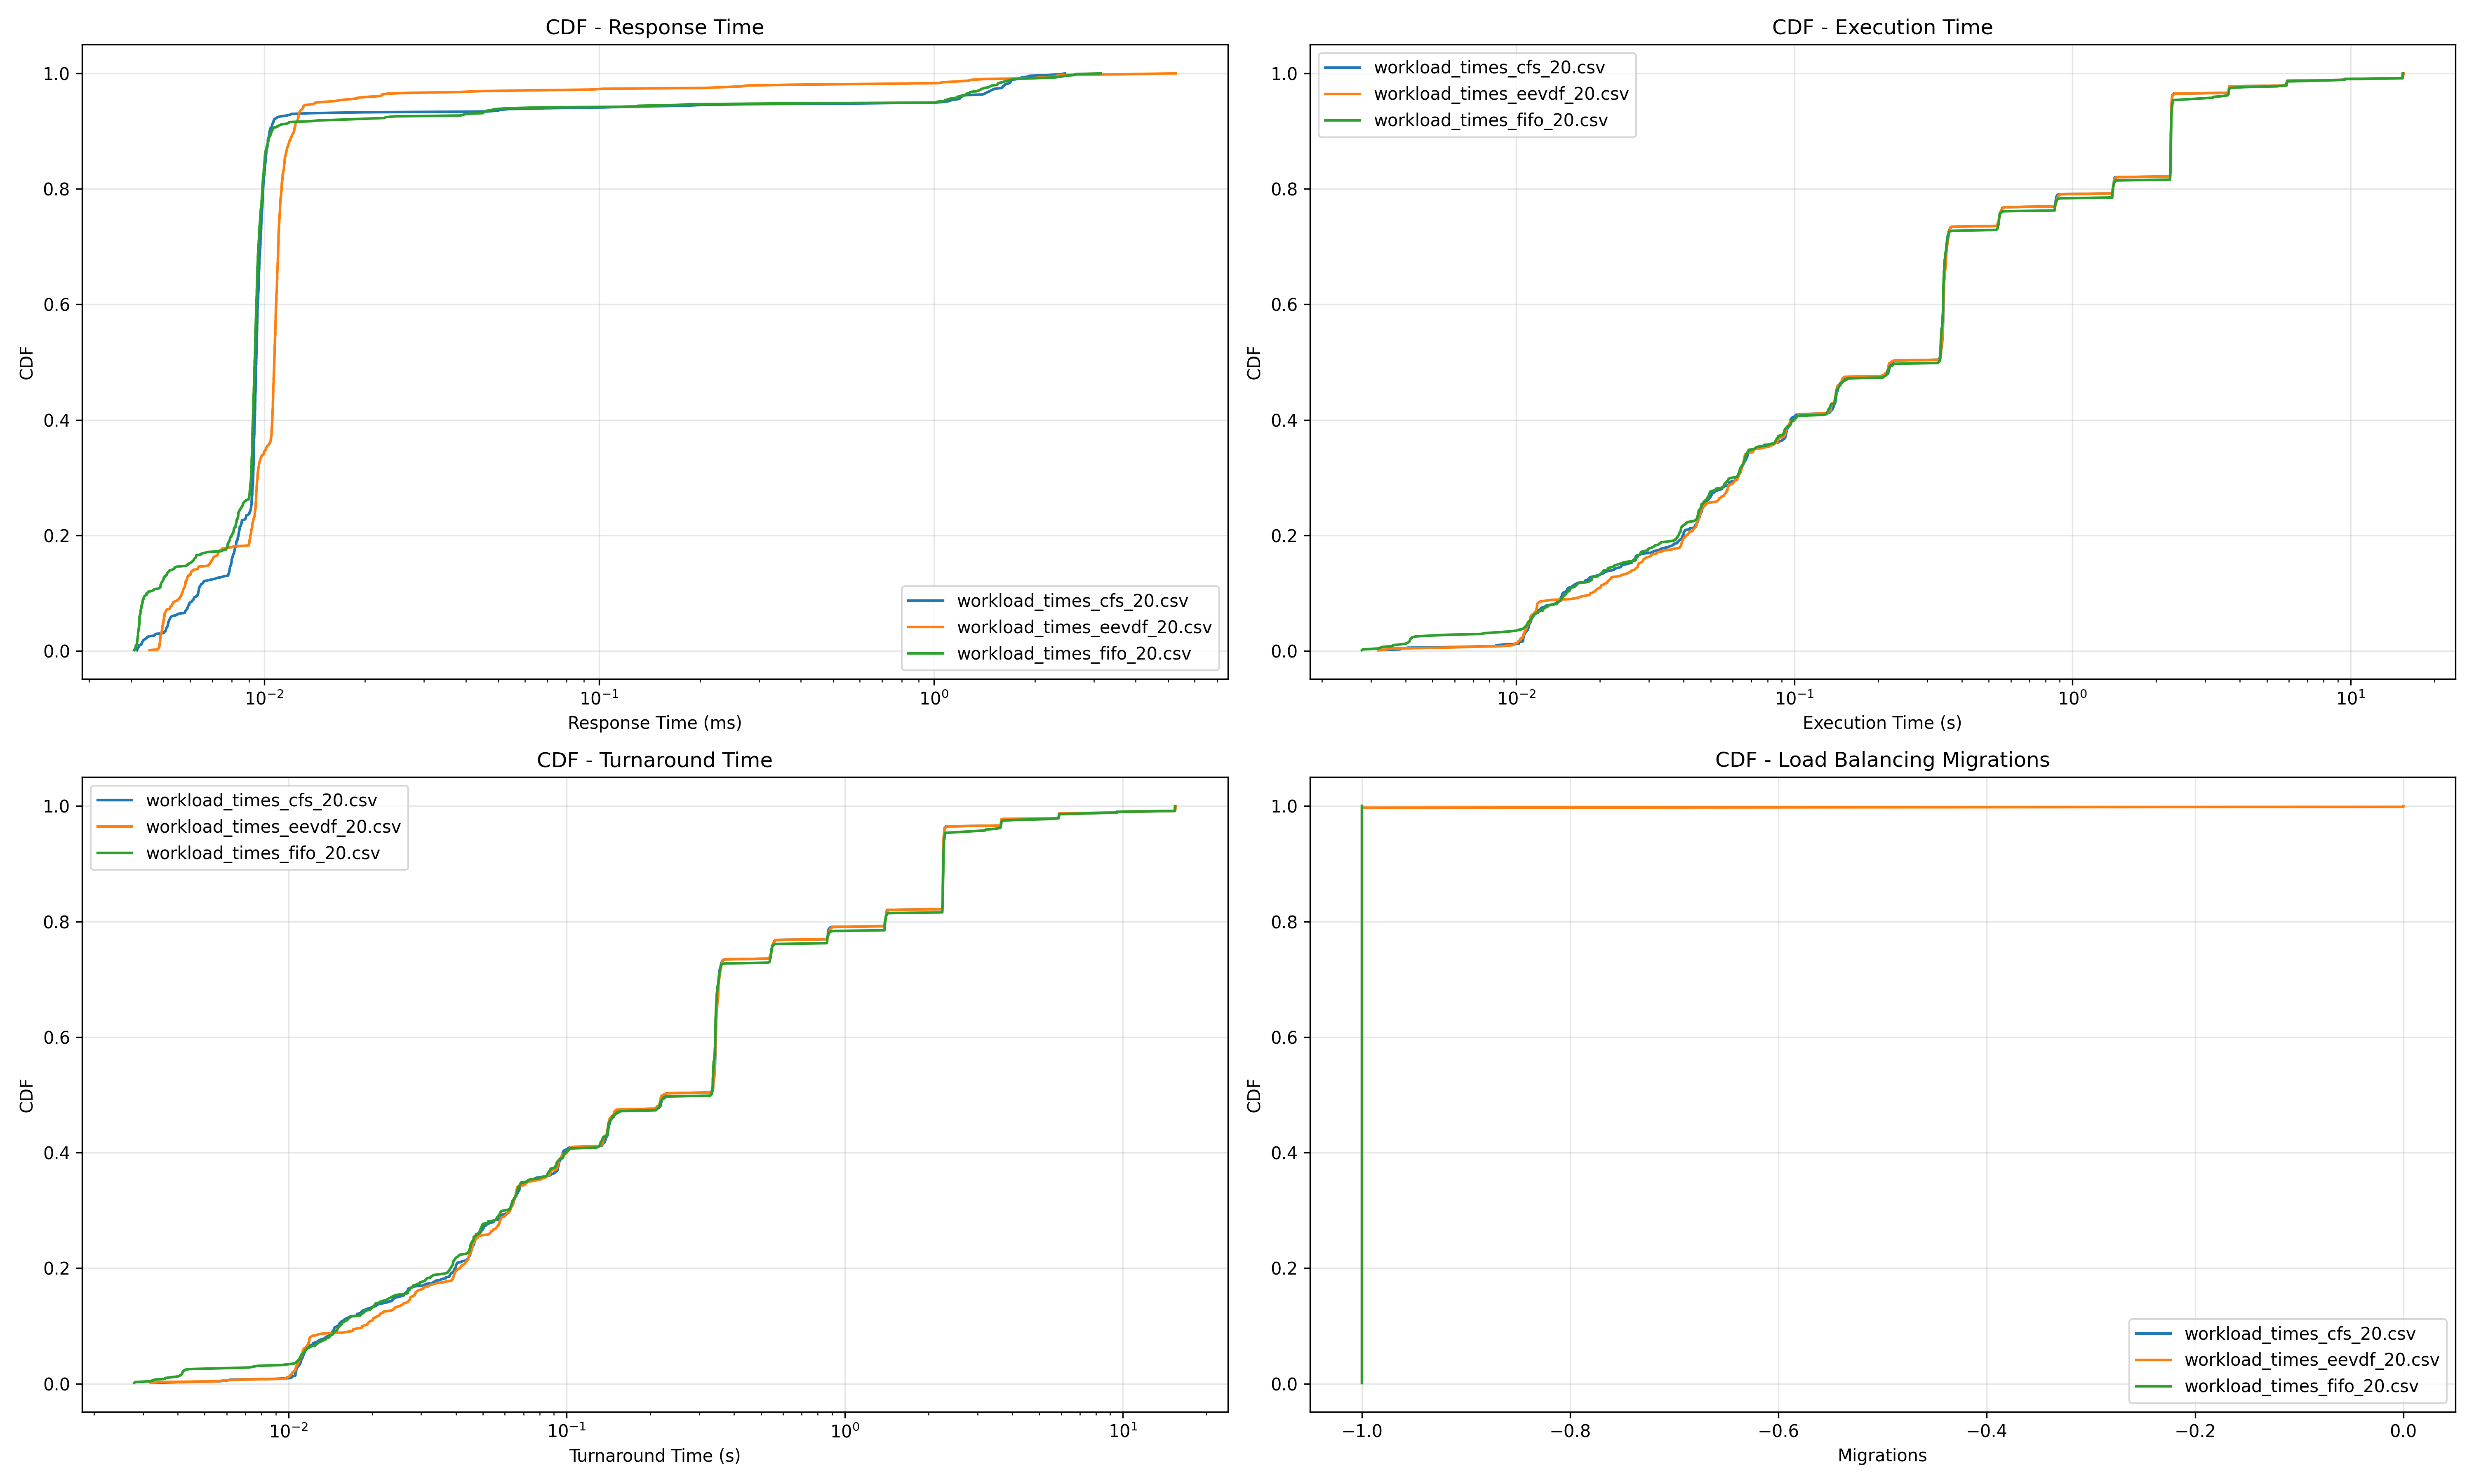 CDF - Response Time
CDF
1.0
0.8
0.6
0.4
0.2
0.0
10⁻²
10⁻¹
10⁰
Response Time (ms)
workload_times_cfs_20.csv
workload_times_eevdf_20.csv
workload_times_fifo_20.csv
CDF - Execution Time
CDF
1.0
0.8
0.6
0.4
0.2
0.0
10⁻²
10⁻¹
10⁰
10¹
Execution Time (s)
workload_times_cfs_20.csv
workload_times_eevdf_20.csv
workload_times_fifo_20.csv
CDF - Turnaround Time
CDF
1.0
0.8
0.6
0.4
0.2
0.0
10⁻²
10⁻¹
10⁰
10¹
Turnaround Time (s)
workload_times_cfs_20.csv
workload_times_eevdf_20.csv
workload_times_fifo_20.csv
CDF - Load Balancing Migrations
CDF
1.0
0.8
0.6
0.4
0.2
0.0
−1.0
−0.8
−0.6
−0.4
−0.2
0.0
Migrations
workload_times_cfs_20.csv
workload_times_eevdf_20.csv
workload_times_fifo_20.csv